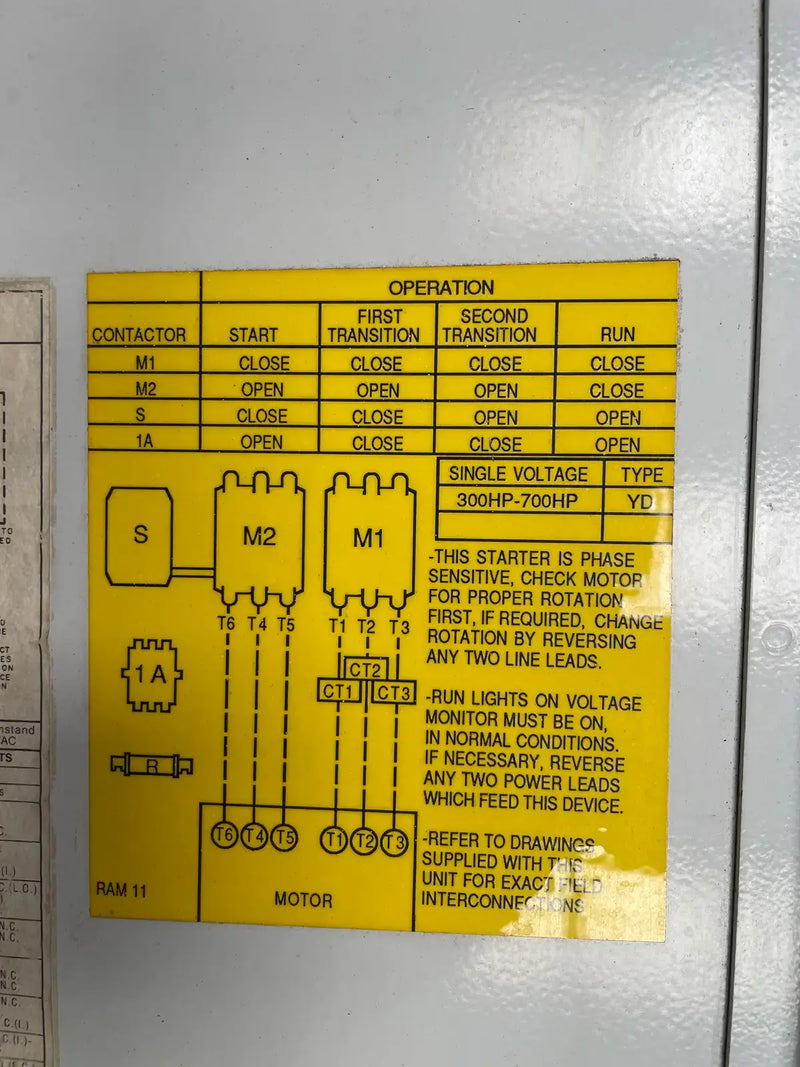 OPERATION
CONTACTOR START FIRST TRANSITION SECOND TRANSITION RUN
M1 CLOSE CLOSE CLOSE CLOSE
M2 OPEN OPEN OPEN CLOSE
S CLOSE CLOSE OPEN OPEN
1A OPEN CLOSE CLOSE OPEN
SINGLE VOLTAGE TYPE
300HP-700HP YD
S M2 M1
T6 T4 T5 T1 T2 T3
1A
CT2
CT1 CT3
R
T6 T4 T5 T1 T2 T3
MOTOR
RAM 11
-THIS STARTER IS PHASE
SENSITIVE, CHECK MOTOR
FOR PROPER ROTATION
FIRST, IF REQUIRED, CHANGE
ROTATION BY REVERSING
ANY TWO LINE LEADS.
-RUN LIGHTS ON VOLTAGE
MONITOR MUST BE ON,
IN NORMAL CONDITIONS.
IF NECESSARY, REVERSE
ANY TWO POWER LEADS
WHICH FEED THIS DEVICE.
-REFER TO DRAWINGS
SUPPLIED WITH THIS
UNIT FOR EXACT FIELD
INTERCONNECTIONS
TO
ON
AC
N.C.
N.C.
N.C.
N.C.
N.C.
C.(I.)